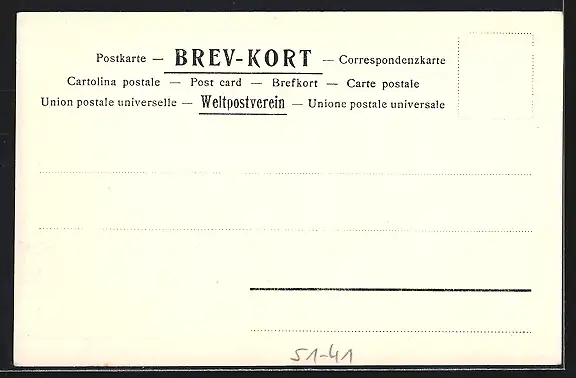 Postkarte — BREV-KORT — Correspondenzkarte
Cartolina postale — Post card — Brefkort — Carte postale
Union postale universelle — Weltpostverein — Unione postale universale
51-41